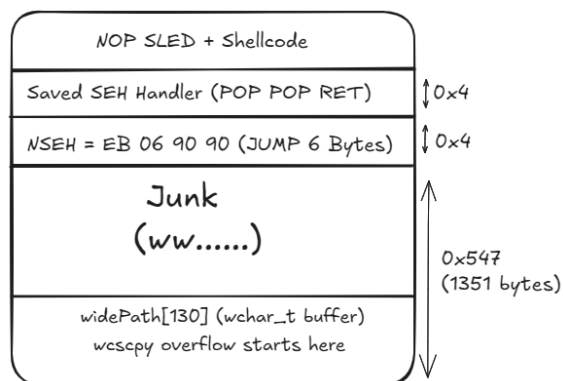 NOP SLED + Shellcode
Saved SEH Handler (POP POP RET)
0x4
NSEH = EB 06 90 90 (JUMP 6 Bytes)
0x4
Junk
(ww......)
0x547
(1351 bytes)
widePath[130] (wchar_t buffer)
wcscpy overflow starts here